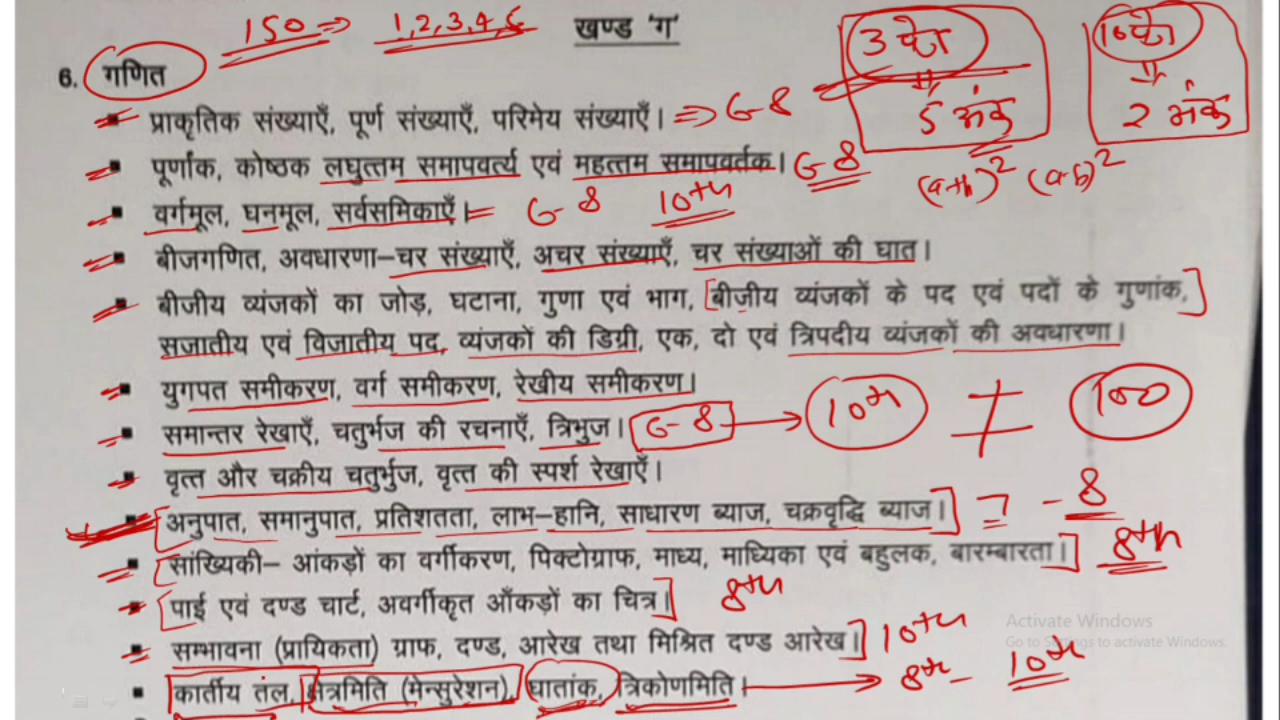 150 ⇒ 1,2,3,4,5
खण्ड 'ग'
3 पेज
5 अंक
10 पेज
2 अंक
6. गणित
▪ प्राकृतिक संख्याएँ, पूर्ण संख्याएँ, परिमेय संख्याएँ। ⇒ 6-8
▪ पूर्णांक, कोष्ठक लघुत्तम समापवर्त्य एवं महत्तम समापवर्तक। 6-8
(a+b)² (a-b)²
▪ वर्गमूल, घनमूल, सर्वसमिकाएँ। 6-8 10th
▪ बीजगणित, अवधारणा–चर संख्याएँ, अचर संख्याएँ, चर संख्याओं की घात।
▪ बीजीय व्यंजकों का जोड़, घटाना, गुणा एवं भाग, बीजीय व्यंजकों के पद एवं पदों के गुणांक,
सजातीय एवं विजातीय पद, व्यंजकों की डिग्री, एक, दो एवं त्रिपदीय व्यंजकों की अवधारणा।
▪ युगपत समीकरण, वर्ग समीकरण, रेखीय समीकरण।
▪ समान्तर रेखाएँ, चतुर्भज की रचनाएँ, त्रिभुज। 6-8 → 10th ≠ 100
▪ वृत्त और चक्रीय चतुर्भुज, वृत्त की स्पर्श रेखाएँ।
▪ अनुपात, समानुपात, प्रतिशतता, लाभ–हानि, साधारण ब्याज, चक्रवृद्धि ब्याज। 7 - 8
▪ सांख्यिकी– आंकड़ों का वर्गीकरण, पिक्टोग्राफ, माध्य, माध्यिका एवं बहुलक, बारम्बारता। 8th
▪ पाई एवं दण्ड चार्ट, अवर्गीकृत आँकड़ों का चित्र। 8th
▪ सम्भावना (प्रायिकता) ग्राफ, दण्ड, आरेख तथा मिश्रित दण्ड आरेख। 10th
▪ कार्तीय तल, क्षेत्रमिति (मेन्सुरेशन), घातांक, त्रिकोणमिति। → 8th - 10th
Activate Windows
Go to Settings to activate Windows.